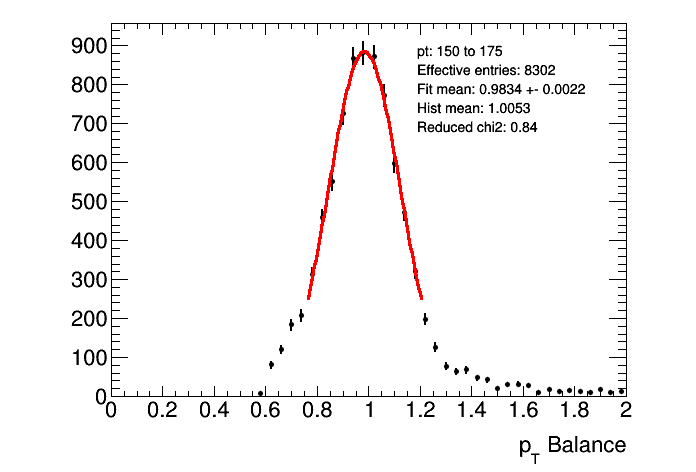 pt: 150 to 175
Effective entries: 8302
Fit mean: 0.9834 +- 0.0022
Hist mean: 1.0053
Reduced chi2: 0.84
900
800
700
600
500
400
300
200
100
0
0 0.2 0.4 0.6 0.8 1 1.2 1.4 1.6 1.8 2
p_T Balance